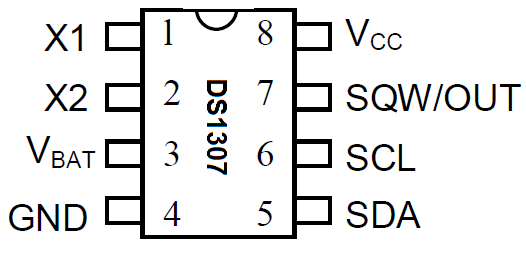 X1 1 8 VCC
X2 2 7 SQW/OUT
VBAT 3 6 SCL
GND 4 5 SDA
DS1307